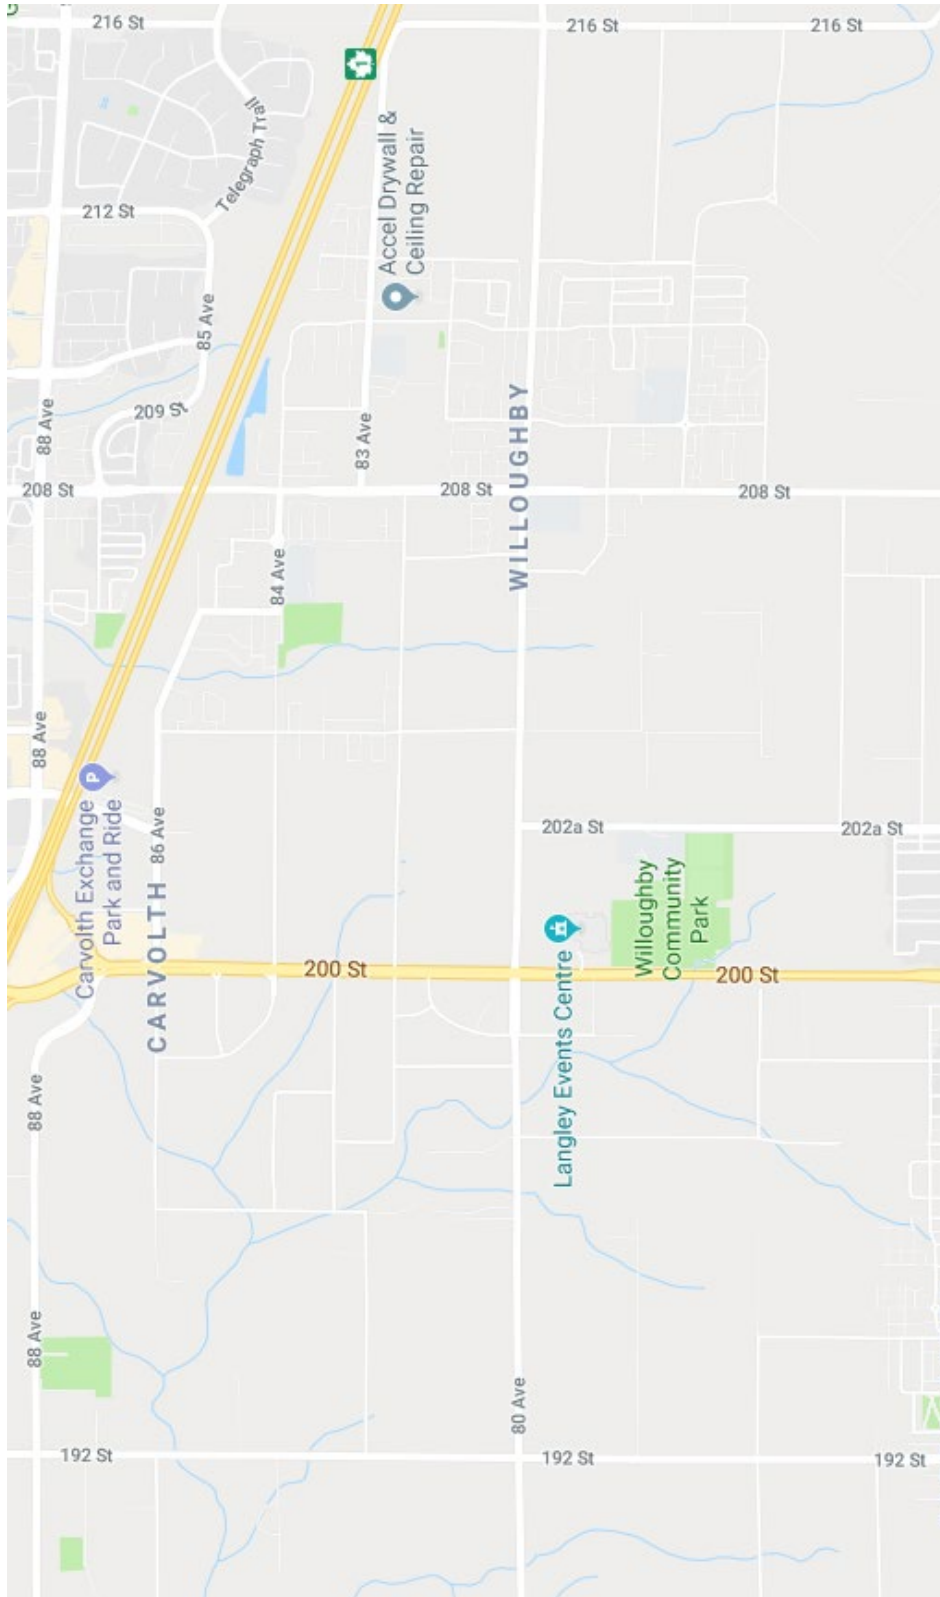 216 St
216 St
216 St
1
Telegraph Trail
Accel Drywall &
Ceiling Repair
212 St
85 Ave
209 St
88 Ave
83 Ave
WILLOUGHBY
208 St
208 St
208 St
84 Ave
88 Ave
P
Carvolth Exchange
Park and Ride
86 Ave
202a St
202a St
Willoughby
Community
Park
CARVOLTH
200 St
200 St
Langley Events Centre
88 Ave
88 Ave
80 Ave
192 St
192 St
192 St